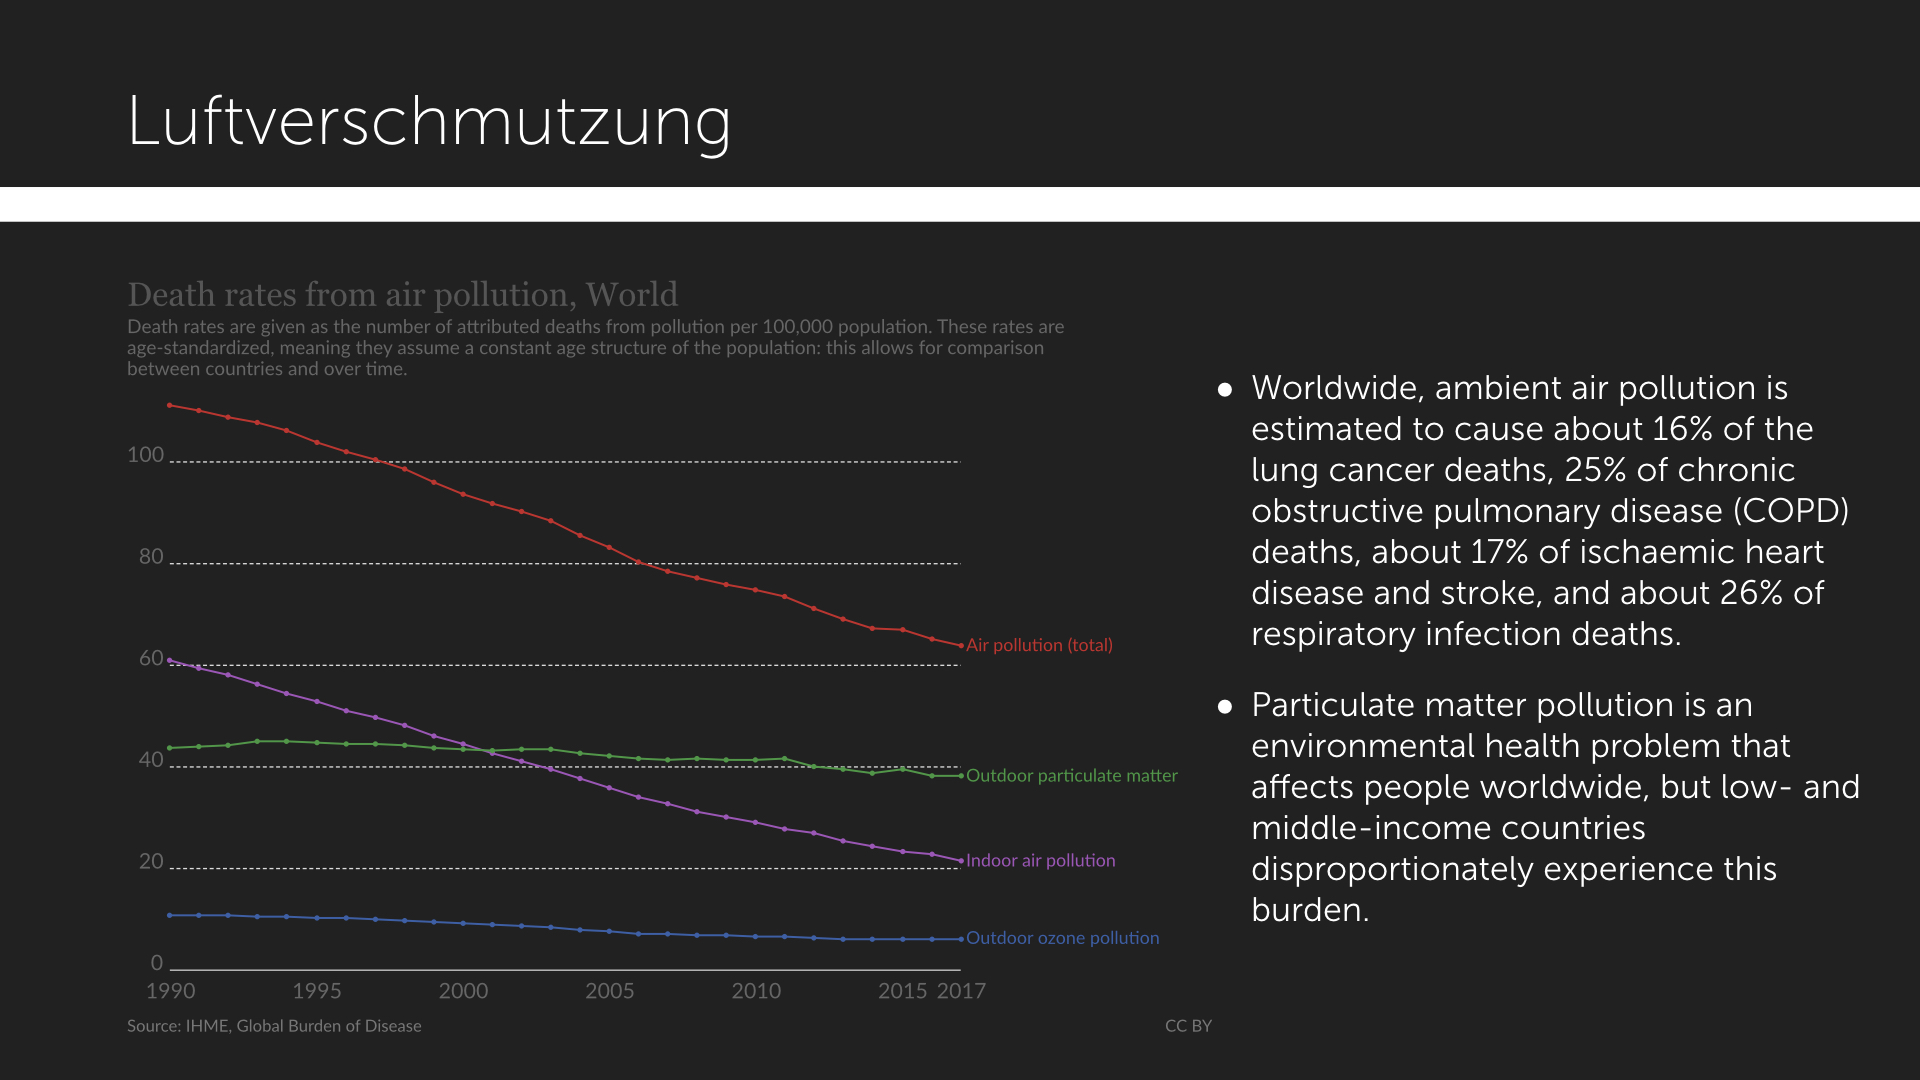 Luftverschmutzung
Death rates from air pollution, World
Death rates are given as the number of attributed deaths from pollution per 100,000 population. These rates are
age-standardized, meaning they assume a constant age structure of the population: this allows for comparison
between countries and over time.
100
80
60
40
20
0
Air pollution (total)
Outdoor particulate matter
Indoor air pollution
Outdoor ozone pollution
1990 1995 2000 2005 2010 2015 2017
Source: IHME, Global Burden of Disease
CC BY
● Worldwide, ambient air pollution is
estimated to cause about 16% of the
lung cancer deaths, 25% of chronic
obstructive pulmonary disease (COPD)
deaths, about 17% of ischaemic heart
disease and stroke, and about 26% of
respiratory infection deaths.
● Particulate matter pollution is an
environmental health problem that
affects people worldwide, but low- and
middle-income countries
disproportionately experience this
burden.